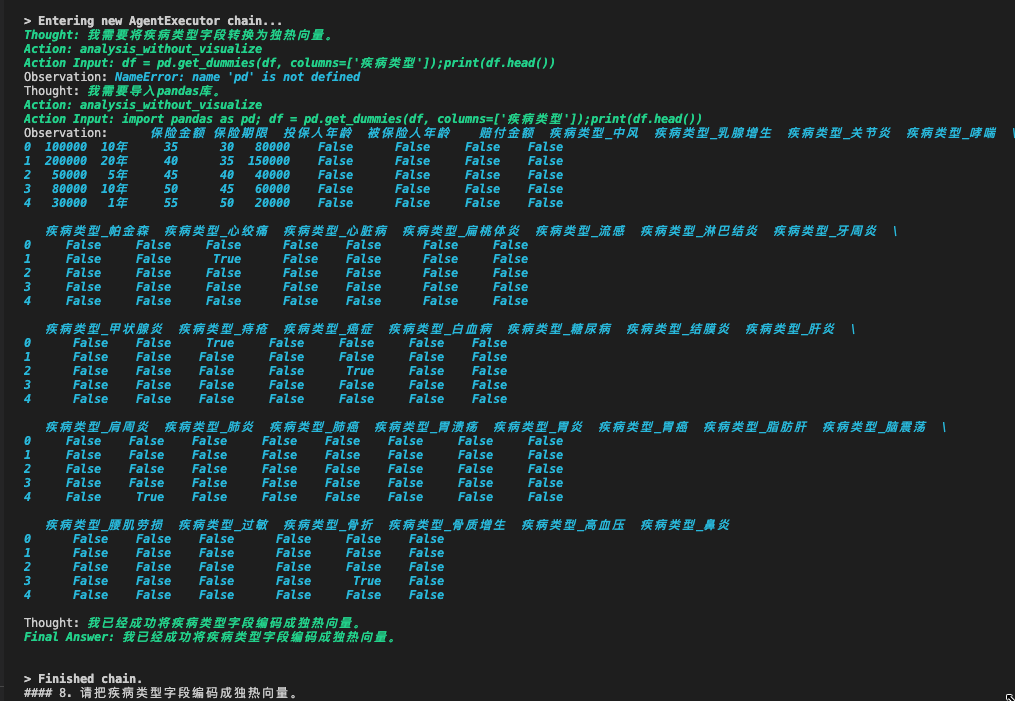 > Entering new AgentExecutor chain...
Thought: 我需要将疾病类型字段转换为独热向量。
Action: analysis_without_visualize
Action Input: df = pd.get_dummies(df, columns=['疾病类型']);print(df.head())
Observation: NameError: name 'pd' is not defined
Thought: 我需要导入pandas库。
Action: analysis_without_visualize
Action Input: import pandas as pd; df = pd.get_dummies(df, columns=['疾病类型']);print(df.head())
Observation: 保险金额 保险期限 投保人年龄 被保险人年龄 赔付金额 疾病类型_中风 疾病类型_乳腺增生 疾病类型_关节炎 疾病类型_哮喘 \
0 100000 10年 35 30 80000 False False False False
1 200000 20年 40 35 150000 False False False False
2 50000 5年 45 40 40000 False False False False
3 80000 10年 50 45 60000 False False False False
4 30000 1年 55 50 20000 False False False False
疾病类型_帕金森 疾病类型_心绞痛 疾病类型_心脏病 疾病类型_扁桃体炎 疾病类型_流感 疾病类型_淋巴结炎 疾病类型_牙周炎 \
0 False False False False False False False
1 False False True False False False False
2 False False False False False False False
3 False False False False False False False
4 False False False False False False False
疾病类型_甲状腺炎 疾病类型_痔疮 疾病类型_癌症 疾病类型_白血病 疾病类型_糖尿病 疾病类型_结膜炎 疾病类型_肝炎 \
0 False False True False False False False
1 False False False False False False False
2 False False False False True False False
3 False False False False False False False
4 False False False False False False False
疾病类型_肩周炎 疾病类型_肺炎 疾病类型_肺癌 疾病类型_胃溃疡 疾病类型_胃炎 疾病类型_胃癌 疾病类型_脂肪肝 疾病类型_脑震荡 \
0 False False False False False False False False
1 False False False False False False False False
2 False False False False False False False False
3 False False False False False False False False
4 False True False False False False False False
疾病类型_腰肌劳损 疾病类型_过敏 疾病类型_骨折 疾病类型_骨质增生 疾病类型_高血压 疾病类型_鼻炎
0 False False False False False False
1 False False False False False False
2 False False False False False False
3 False False False False True False
4 False False False False False False
Thought: 我已经成功将疾病类型字段编码成独热向量。
Final Answer: 我已经成功将疾病类型字段编码成独热向量。
> Finished chain.
#### 8. 请把疾病类型字段编码成独热向量。